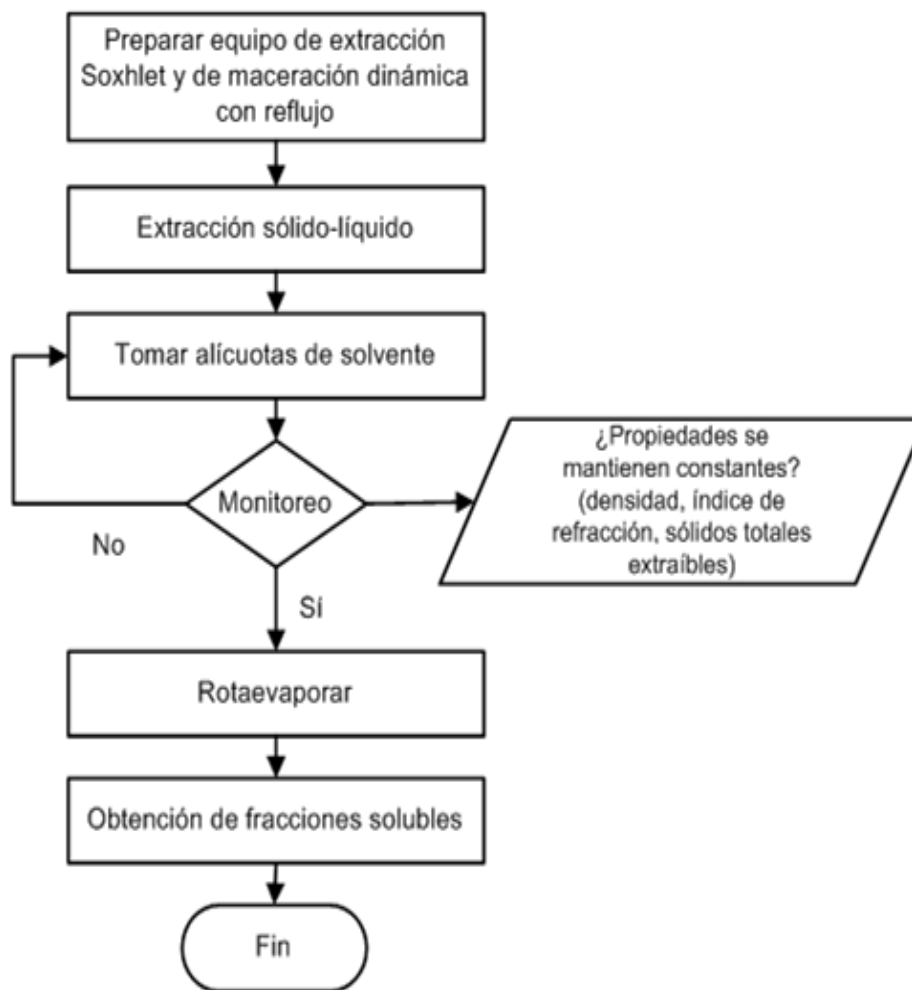 Preparar equipo de extracción
Soxhlet y de maceración dinámica
con reflujo
Extracción sólido-líquido
Tomar alícuotas de solvente
Monitoreo
¿Propiedades se
mantienen constantes?
(densidad, índice de
refracción, sólidos totales
extraíbles)
No
Sí
Rotaevaporar
Obtención de fracciones solubles
Fin